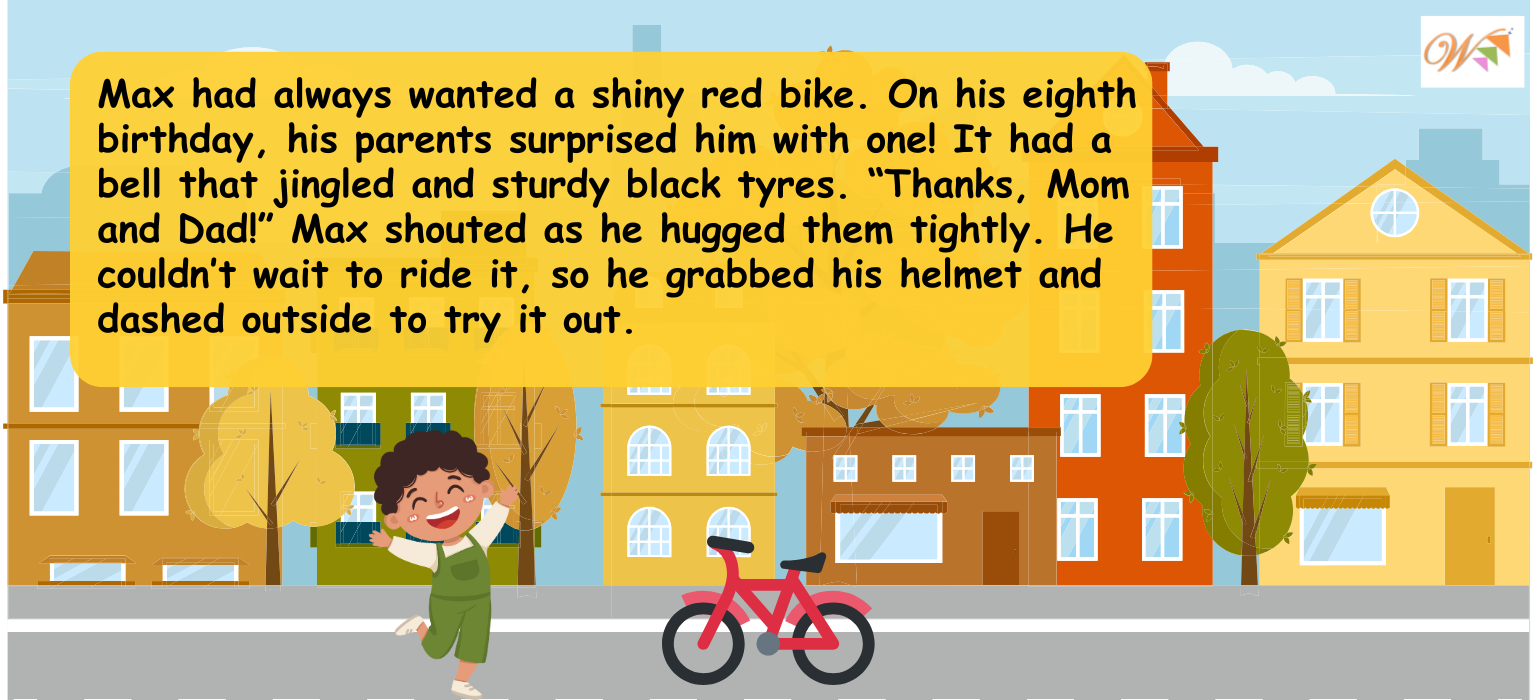 Max had always wanted a shiny red bike. On his eighth
birthday, his parents surprised him with one! It had a
bell that jingled and sturdy black tyres. “Thanks, Mom
and Dad!” Max shouted as he hugged them tightly. He
couldn’t wait to ride it, so he grabbed his helmet and
dashed outside to try it out.
W